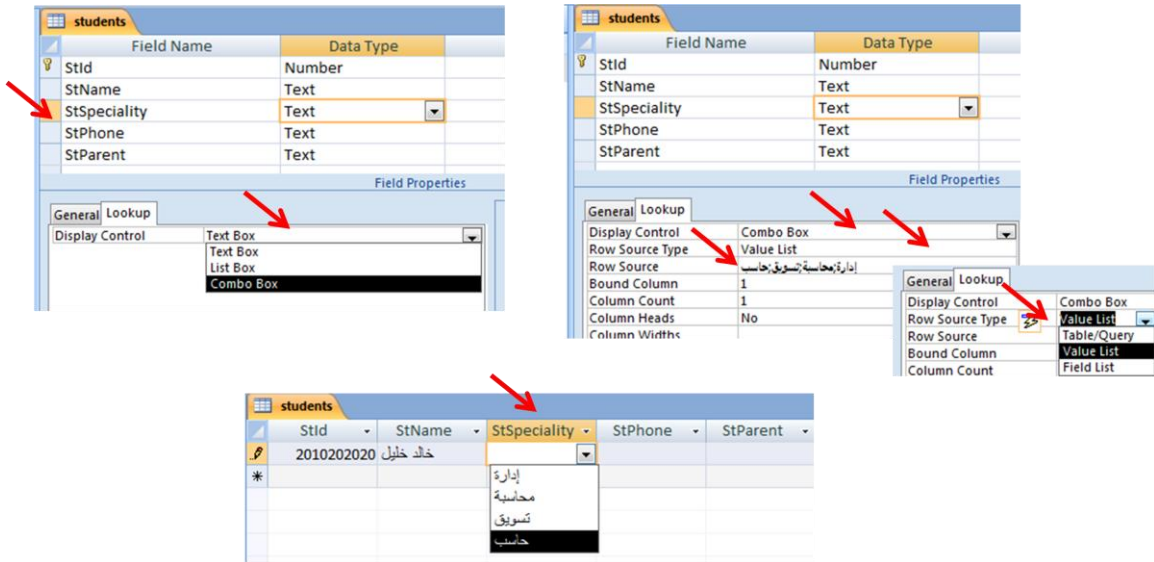 students
Field Name Data Type
StId Number
StName Text
StSpeciality Text
StPhone Text
StParent Text
Field Properties
General Lookup
Display Control Text Box
Text Box
List Box
Combo Box
students
Field Name Data Type
StId Number
StName Text
StSpeciality Text
StPhone Text
StParent Text
Field Properties
General Lookup
Display Control Combo Box
Row Source Type Value List
Row Source إدارة;محاسبة;تسويق;حاسب
Bound Column 1
Column Count 1
Column Heads No
Column Widths
General Lookup
Display Control Combo Box
Row Source Type Value List
Row Source Table/Query
Bound Column Value List
Column Count Field List
students
StId StName StSpeciality StPhone StParent
2010202020 خالد خليل
إدارة
محاسبة
تسويق
حاسب